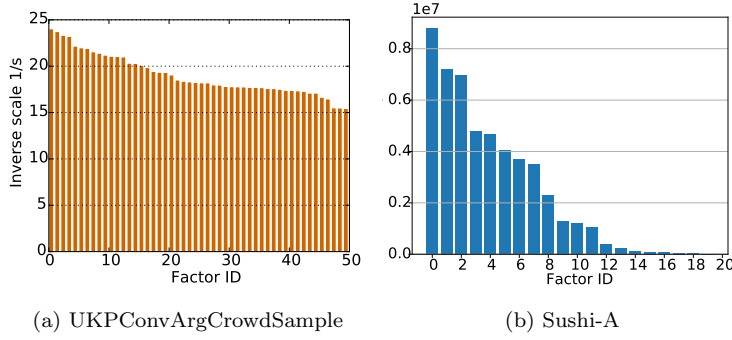 1e7
25
20
15
10
5
0
Inverse scale 1/s
0 10 20 30 40 50
Factor ID
0.8
0.6
0.4
0.2
0.0
0 2 4 6 8 10 12 14 16 18 20
Factor ID
(a) UKPConvArgCrowdSample
(b) Sushi-A